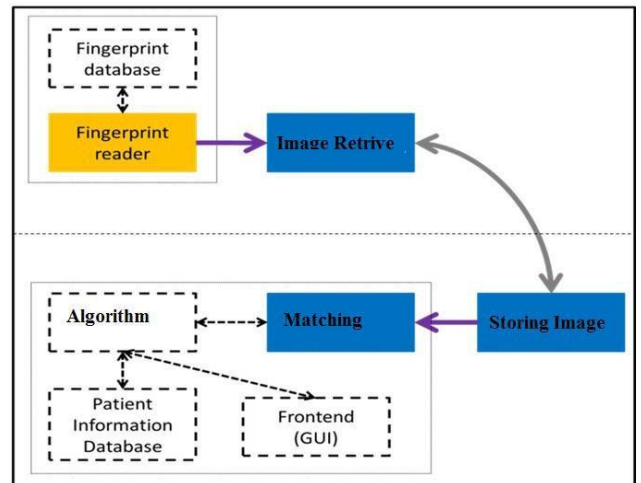 Fingerprint
database
Fingerprint
reader
Image Retrive
Algorithm
Matching
Storing Image
Patient
Information
Database
Frontend
(GUI)